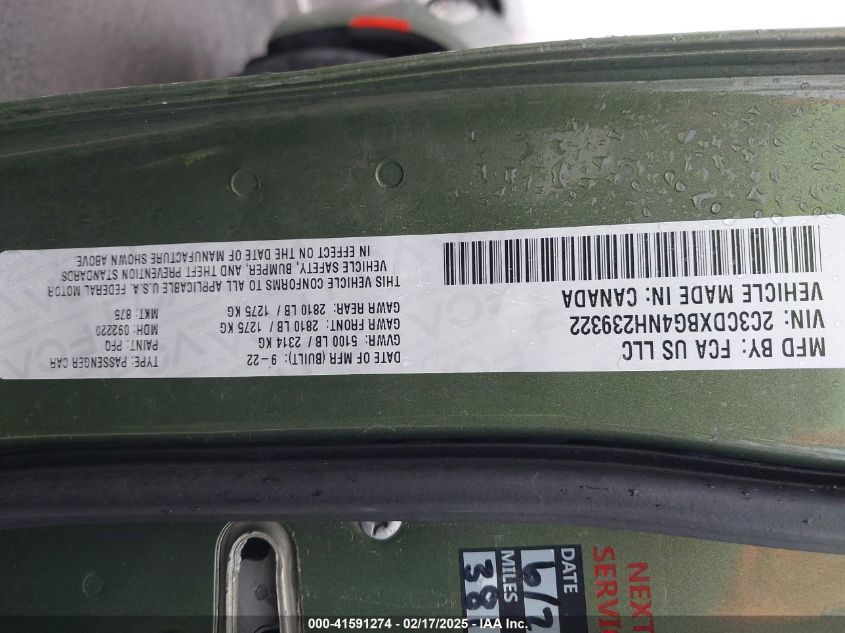 MFD BY: FCA US LLC
VIN: 2C3CDXBG4NH239322
VEHICLE MADE IN: CANADA
DATE OF MFR (BUILT): 9-22
GVWR: 5100 LB / 2314 KG
GAWR FRONT: 2810 LB / 1275 KG
GAWR REAR: 2810 LB / 1275 KG
TYPE: PASSENGER CAR
PAINT: PFQ
MDH: 092220
MKT: 875
THIS VEHICLE CONFORMS TO ALL APPLICABLE U.S.A. FEDERAL MOTOR
VEHICLE SAFETY, BUMPER, AND THEFT PREVENTION STANDARDS
IN EFFECT ON THE DATE OF MANUFACTURE SHOWN ABOVE
NEXT
DATE
MILES
000-41591274 - 02/17/2025 - IAA Inc.